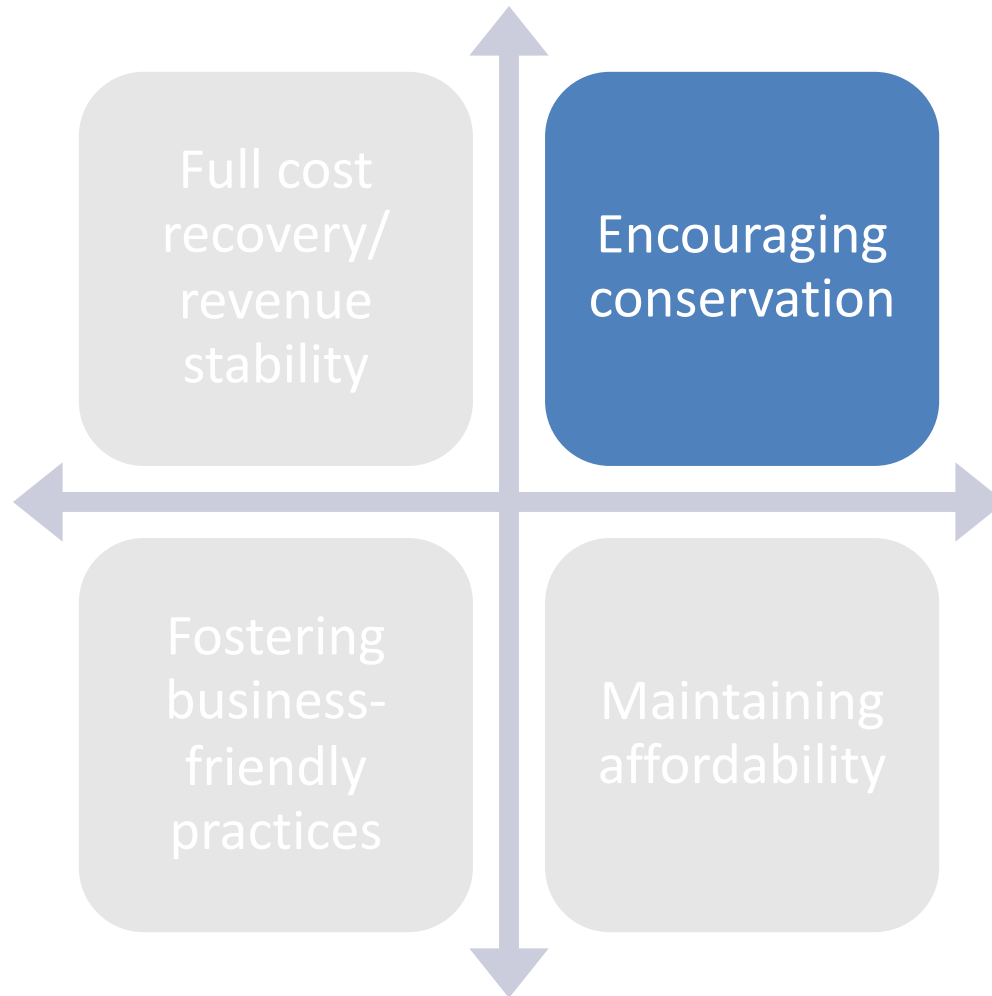 Full cost
recovery/
revenue
stability
Encouraging
conservation
Fostering
business-
friendly
practices
Maintaining
affordability